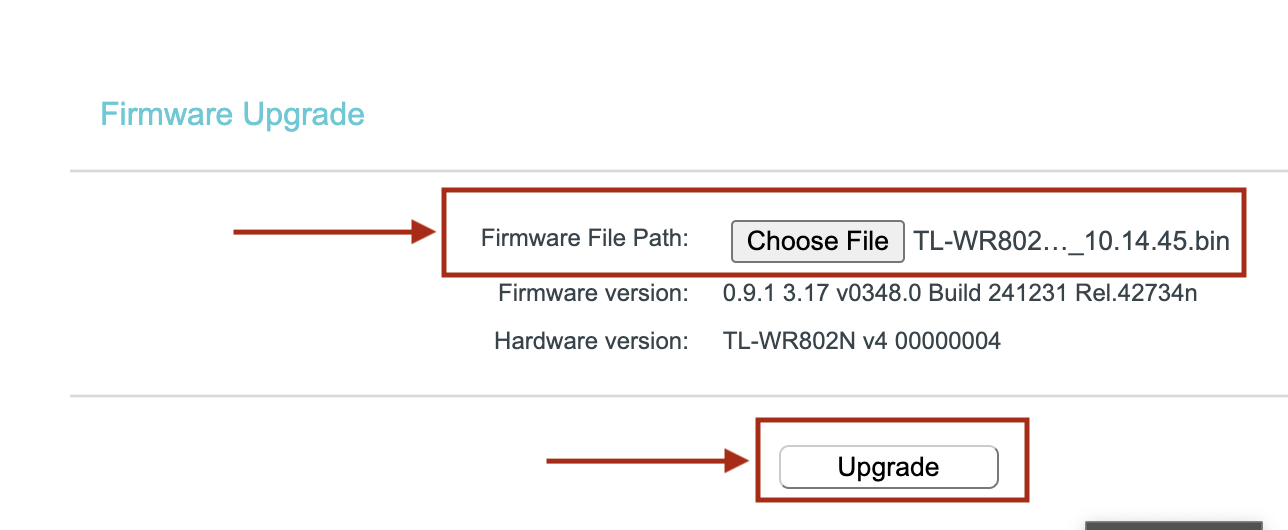 Firmware Upgrade
Firmware File Path: Choose File TL-WR802…_10.14.45.bin
Firmware version: 0.9.1 3.17 v0348.0 Build 241231 Rel.42734n
Hardware version: TL-WR802N v4 00000004
Upgrade